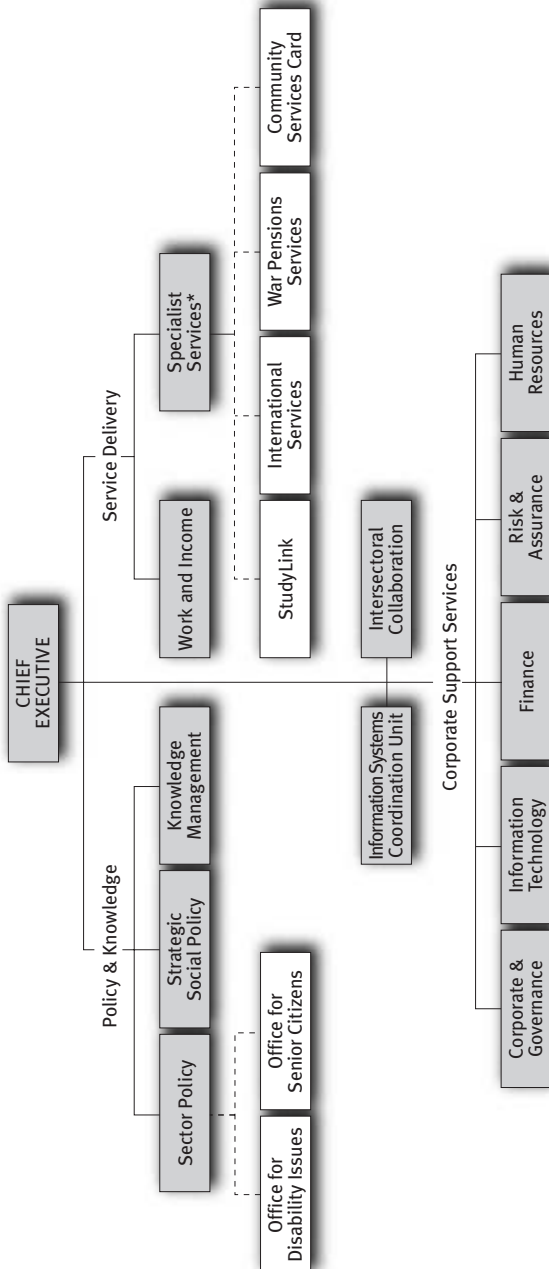 CHIEF
EXECUTIVE
Policy & Knowledge
Service Delivery
Sector Policy
Strategic
Social Policy
Knowledge
Management
Work and Income
Specialist
Services*
Office for
Disability Issues
Office for
Senior Citizens
StudyLink
International
Services
War Pensions
Services
Community
Services Card
Information Systems
Coordination Unit
Intersectoral
Collaboration
Corporate Support Services
Corporate &
Governance
Information
Technology
Finance
Risk &
Assurance
Human
Resources